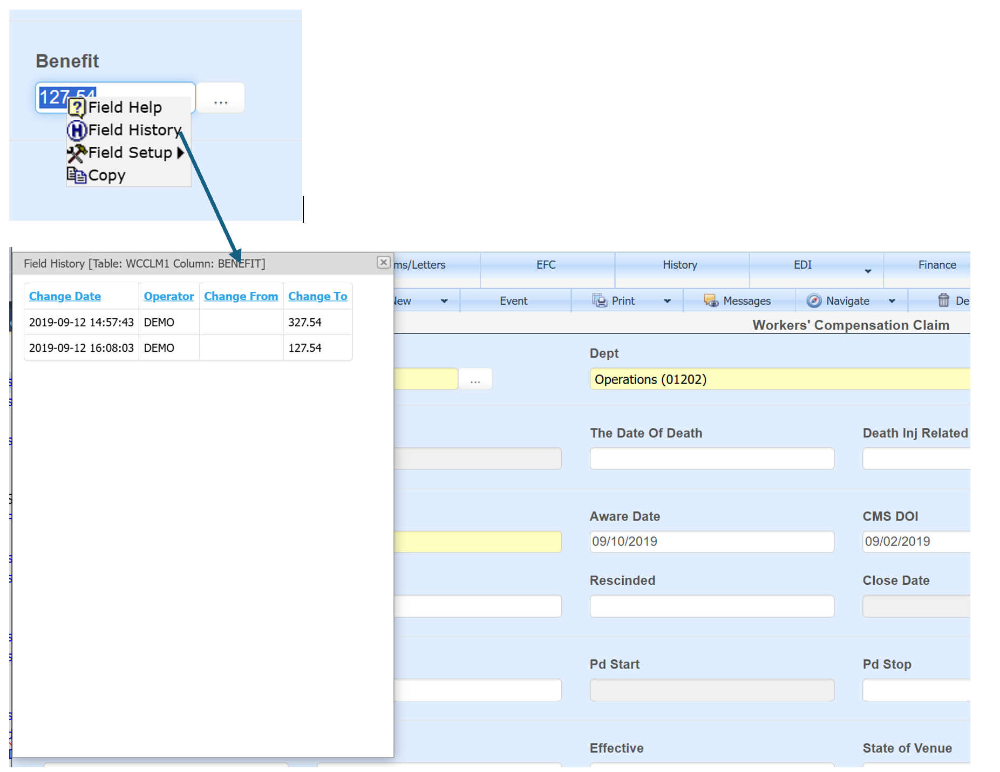 Benefit
127.54
...
Field Help
Field History
Field Setup
Copy
Field History [Table: WCCLM1 Column: BENEFIT]
ms/Letters EFC History EDI Finance
Change Date Operator Change From Change To
2019-09-12 14:57:43 DEMO 327.54
2019-09-12 16:08:03 DEMO 127.54
Event Print Messages Navigate
Workers' Compensation Claim
Dept
... Operations (01202)
The Date Of Death Death Inj Related
Aware Date CMS DOI
09/10/2019 09/02/2019
Rescinded Close Date
Pd Start Pd Stop
Effective State of Venue